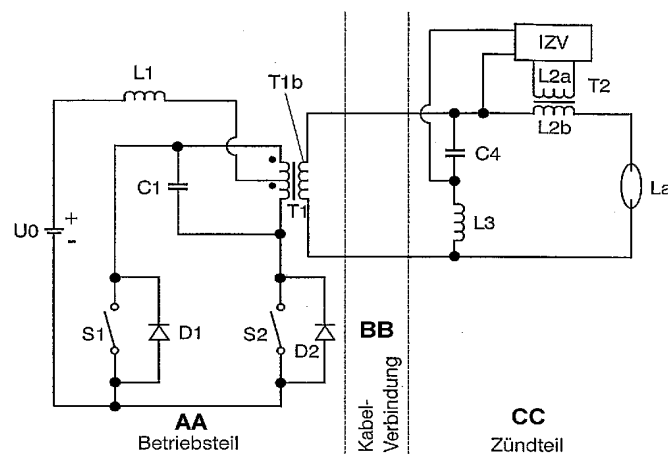 IZV
L1
T1b
L2a
T2
L2b
C1
T1
C4
La
U0
+
-
L3
S1
D1
S2
D2
BB
AA
Betriebsteil
Kabel-
Verbindung
CC
Zündteil